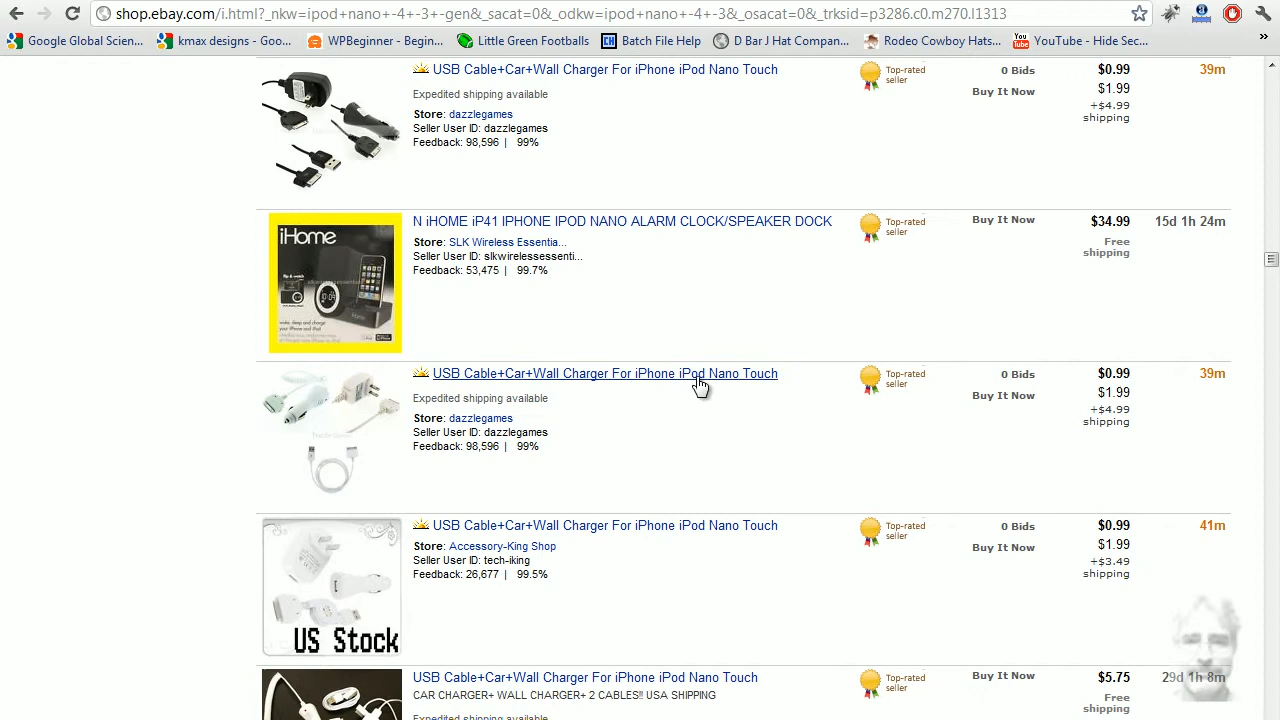 shop.ebay.com/i.html?_nkw=ipod+nano+-4+-3+-gen&_sacat=0&_odkw=ipod+nano+-4+-3&_osacat=0&_trksid=p3286.c0.m270.l1313
Google Global Scien... kmax designs - Goo... WPBeginner - Begin... Little Green Footballs CH Batch File Help D Bar J Hat Compan... Rodeo Cowboy Hats... You Tube YouTube - Hide Sec... »
USB Cable+Car+Wall Charger For iPhone iPod Nano Touch Top-rated seller 0 Bids $0.99 39m
Buy It Now $1.99
Expedited shipping available +$4.99 shipping
Store: dazzlegames
Seller User ID: dazzlegames
Feedback: 98,596 | 99%
N iHOME iP41 IPHONE IPOD NANO ALARM CLOCK/SPEAKER DOCK Top-rated seller Buy It Now $34.99 15d 1h 24m
Free shipping
Store: SLK Wireless Essentia...
Seller User ID: slkwirelessessenti...
Feedback: 53,475 | 99.7%
iHome
wake, sleep and charge
your iPhone and iPod
USB Cable+Car+Wall Charger For iPhone iPod Nano Touch Top-rated seller 0 Bids $0.99 39m
Buy It Now $1.99
Expedited shipping available +$4.99 shipping
Store: dazzlegames
Seller User ID: dazzlegames
Feedback: 98,596 | 99%
USB Cable+Car+Wall Charger For iPhone iPod Nano Touch Top-rated seller 0 Bids $0.99 41m
Buy It Now $1.99
+$3.49 shipping
Store: Accessory-King Shop
Seller User ID: tech-iking
Feedback: 26,677 | 99.5%
US Stock
USB Cable+Car+Wall Charger For iPhone iPod Nano Touch Top-rated seller Buy It Now $5.75 29d 1h 8m
CAR CHARGER+ WALL CHARGER+ 2 CABLES!! USA SHIPPING Free shipping
Expedited shipping available